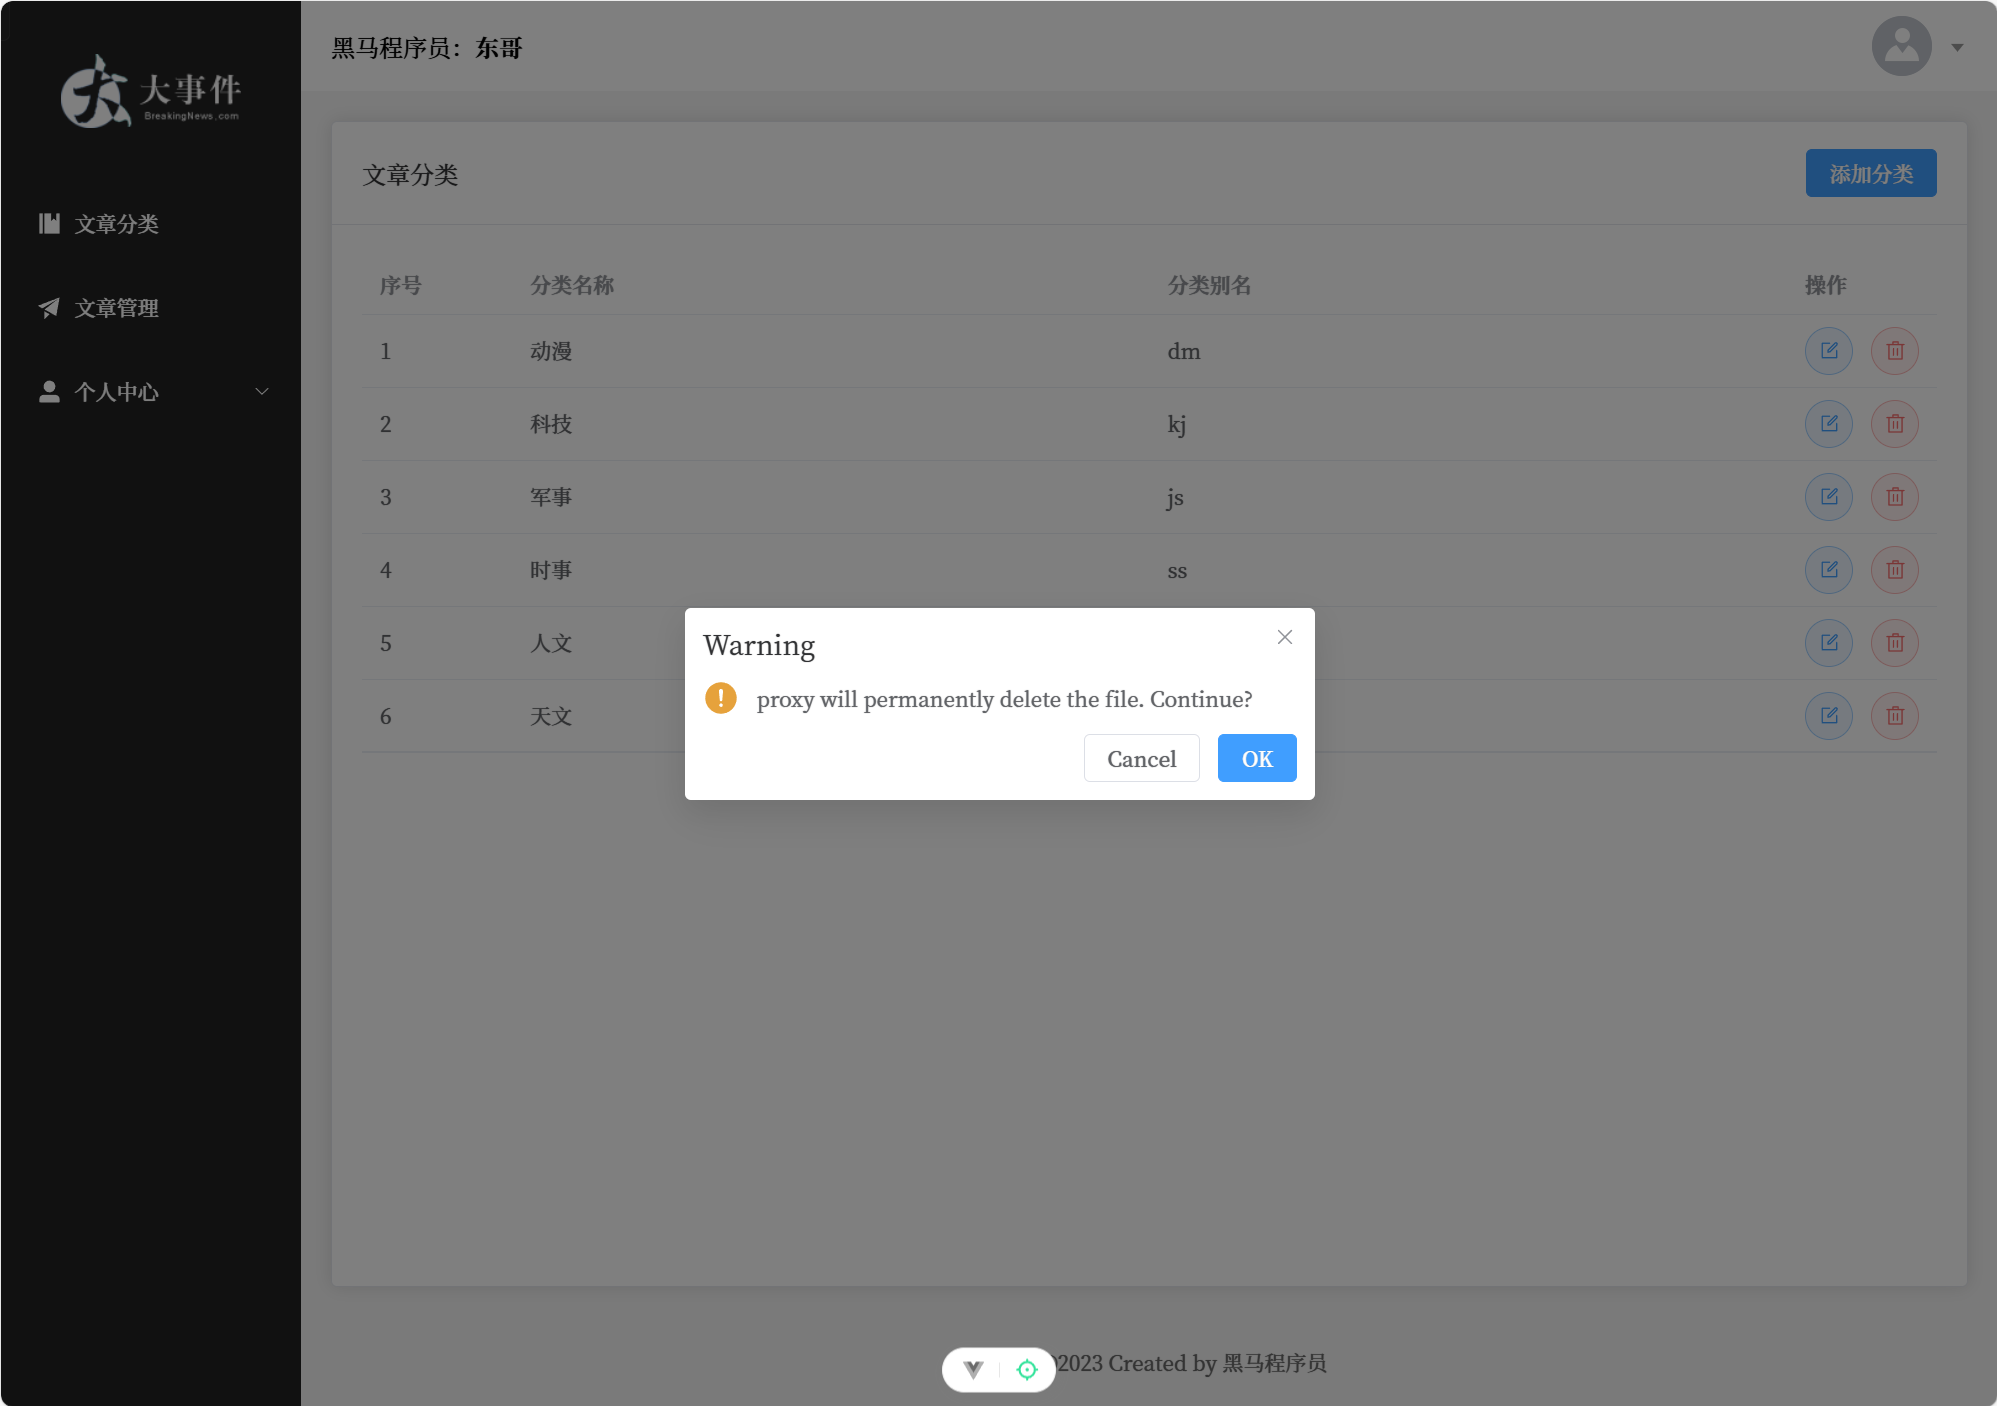 大事件
BreakingNews.com
文章分类
文章管理
个人中心
黑马程序员：东哥
文章分类
添加分类
序号 分类名称 分类别名 操作
1 动漫 dm
2 科技 kj
3 军事 js
4 时事 ss
5 人文
6 天文
Warning
proxy will permanently delete the file. Continue?
Cancel OK
2023 Created by 黑马程序员